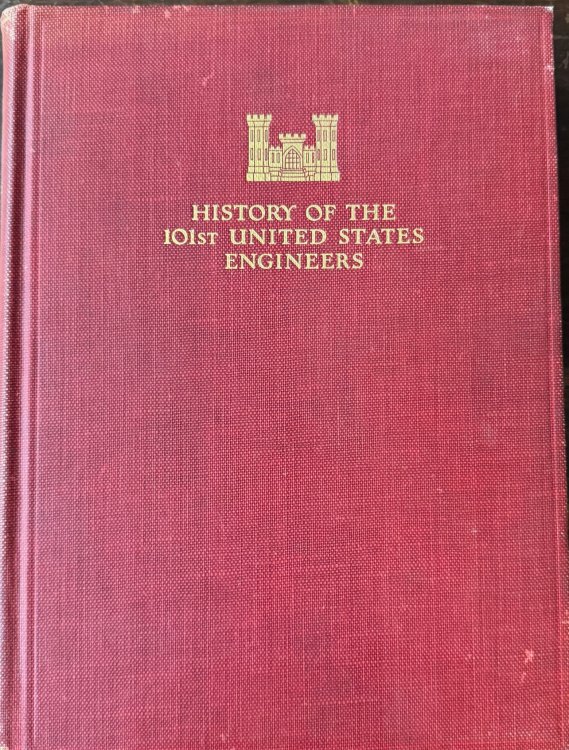 HISTORY OF THE
101ST UNITED STATES
ENGINEERS